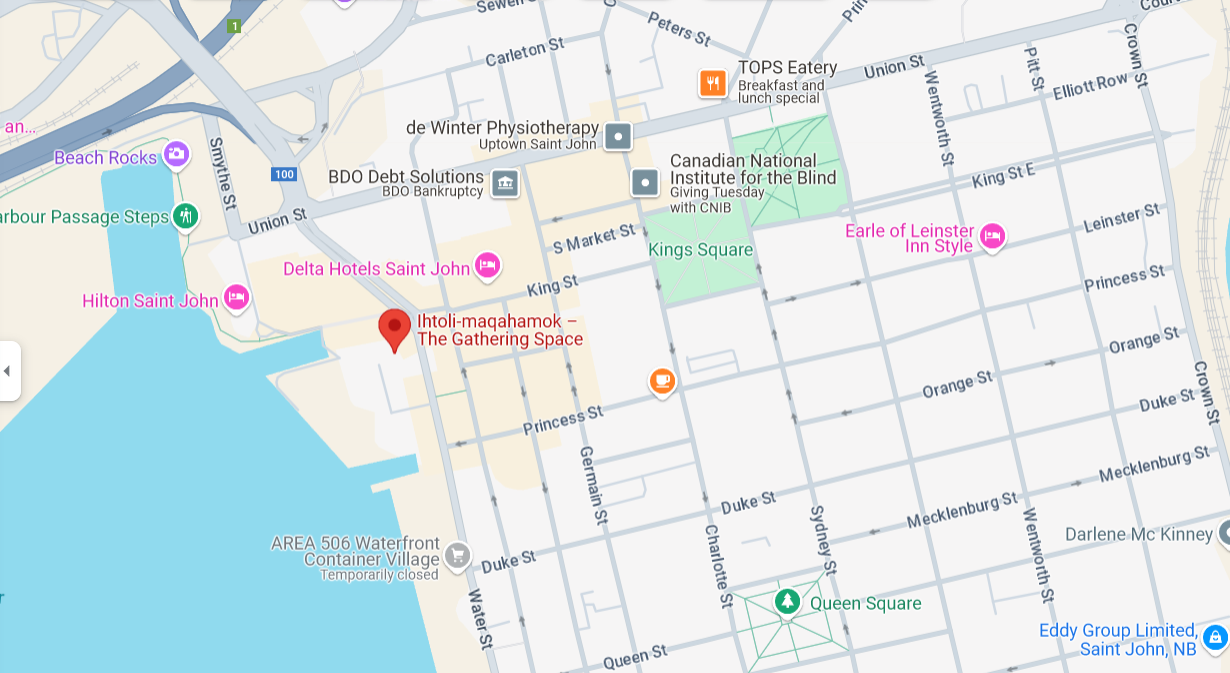 Sewell St
Peters St
1
Carleton St
TOPS Eatery
Breakfast and
lunch special
Union St
Pitt St
Crown St
Elliott Row
Wentworth St
an...
de Winter Physiotherapy
Uptown Saint John
Beach Rocks
Smythe St
100
BDO Debt Solutions
BDO Bankruptcy
Canadian National
Institute for the Blind
Giving Tuesday
with CNIB
King St E
arbour Passage Steps
Union St
S Market St
Kings Square
Earle of Leinster
Inn Style
Leinster St
Delta Hotels Saint John
King St
Princess St
Hilton Saint John
Ihtoli-maqahamok –
The Gathering Space
Orange St
Orange St
Crown St
Duke St
Princess St
Germain St
Mecklenburg St
Duke St
Mecklenburg St
Sydney St
Wentworth St
Charlotte St
AREA 506 Waterfront
Container Village
Temporarily closed
Duke St
Darlene Mc Kinney
Water St
Queen Square
Queen St
Eddy Group Limited,
Saint John, NB